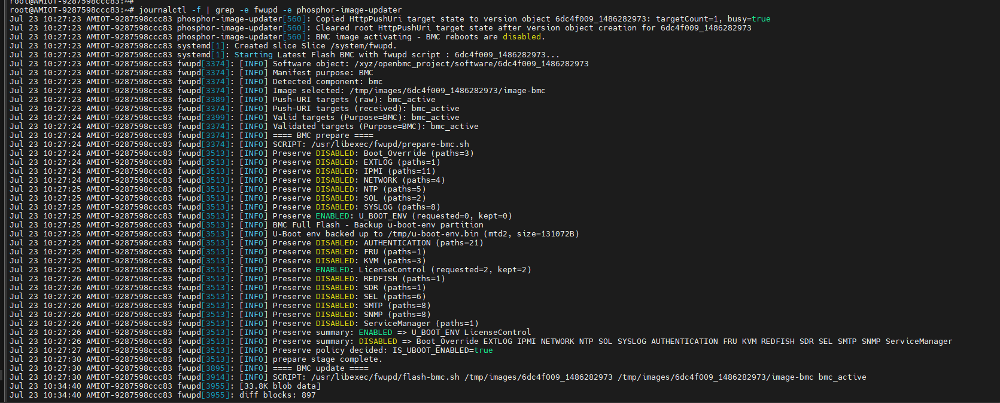 root@AMIOT-9287598ccc83:~#
root@AMIOT-9287598ccc83:~# journalctl -f | grep -e fwupd -e phosphor-image-updater
Jul 23 10:27:23 AMIOT-9287598ccc83 phosphor-image-updater[560]: Copied HttpPushUri target state to version object 6dc4f009_1486282973: targetCount=1, busy=true
Jul 23 10:27:23 AMIOT-9287598ccc83 phosphor-image-updater[560]: Cleared root HttpPushUri target state after version object creation for 6dc4f009_1486282973
Jul 23 10:27:23 AMIOT-9287598ccc83 phosphor-image-updater[560]: BMC image activating - BMC reboots are disabled.
Jul 23 10:27:23 AMIOT-9287598ccc83 systemd[1]: Created slice Slice /system/fwupd.
Jul 23 10:27:23 AMIOT-9287598ccc83 systemd[1]: Starting Latest Flash BMC with fwupd script : 6dc4f009_1486282973...
Jul 23 10:27:23 AMIOT-9287598ccc83 fwupd[3374]: [INFO] Software object: /xyz/openbmc_project/software/6dc4f009_1486282973
Jul 23 10:27:23 AMIOT-9287598ccc83 fwupd[3374]: [INFO] Manifest purpose: BMC
Jul 23 10:27:23 AMIOT-9287598ccc83 fwupd[3374]: [INFO] Detected component: bmc
Jul 23 10:27:23 AMIOT-9287598ccc83 fwupd[3374]: [INFO] Image selected: /tmp/images/6dc4f009_1486282973/image-bmc
Jul 23 10:27:23 AMIOT-9287598ccc83 fwupd[3389]: [INFO] Push-URI targets (raw): bmc_active
Jul 23 10:27:23 AMIOT-9287598ccc83 fwupd[3374]: [INFO] Push-URI targets (received): bmc_active
Jul 23 10:27:24 AMIOT-9287598ccc83 fwupd[3399]: [INFO] Valid targets (Purpose=BMC): bmc_active
Jul 23 10:27:24 AMIOT-9287598ccc83 fwupd[3374]: [INFO] Validated targets (Purpose=BMC): bmc_active
Jul 23 10:27:24 AMIOT-9287598ccc83 fwupd[3374]: [INFO] ==== BMC prepare ====
Jul 23 10:27:24 AMIOT-9287598ccc83 fwupd[3374]: [INFO] SCRIPT: /usr/libexec/fwupd/prepare-bmc.sh
Jul 23 10:27:24 AMIOT-9287598ccc83 fwupd[3513]: [INFO] Preserve DISABLED: Boot_Override (paths=3)
Jul 23 10:27:24 AMIOT-9287598ccc83 fwupd[3513]: [INFO] Preserve DISABLED: EXTLOG (paths=1)
Jul 23 10:27:24 AMIOT-9287598ccc83 fwupd[3513]: [INFO] Preserve DISABLED: IPMI (paths=11)
Jul 23 10:27:24 AMIOT-9287598ccc83 fwupd[3513]: [INFO] Preserve DISABLED: NETWORK (paths=4)
Jul 23 10:27:25 AMIOT-9287598ccc83 fwupd[3513]: [INFO] Preserve DISABLED: NTP (paths=5)
Jul 23 10:27:25 AMIOT-9287598ccc83 fwupd[3513]: [INFO] Preserve DISABLED: SOL (paths=2)
Jul 23 10:27:25 AMIOT-9287598ccc83 fwupd[3513]: [INFO] Preserve DISABLED: SYSLOG (paths=8)
Jul 23 10:27:25 AMIOT-9287598ccc83 fwupd[3513]: [INFO] Preserve ENABLED: U_BOOT_ENV (requested=0, kept=0)
Jul 23 10:27:25 AMIOT-9287598ccc83 fwupd[3513]: [INFO] BMC Full Flash - Backup u-boot-env partition
Jul 23 10:27:25 AMIOT-9287598ccc83 fwupd[3513]: [INFO] U-Boot env backed up to /tmp/u-boot-env.bin (mtd2, size=131072B)
Jul 23 10:27:25 AMIOT-9287598ccc83 fwupd[3513]: [INFO] Preserve DISABLED: AUTHENTICATION (paths=21)
Jul 23 10:27:25 AMIOT-9287598ccc83 fwupd[3513]: [INFO] Preserve DISABLED: FRU (paths=1)
Jul 23 10:27:25 AMIOT-9287598ccc83 fwupd[3513]: [INFO] Preserve DISABLED: KVM (paths=3)
Jul 23 10:27:25 AMIOT-9287598ccc83 fwupd[3513]: [INFO] Preserve ENABLED: LicenseControl (requested=2, kept=2)
Jul 23 10:27:26 AMIOT-9287598ccc83 fwupd[3513]: [INFO] Preserve DISABLED: REDFISH (paths=1)
Jul 23 10:27:26 AMIOT-9287598ccc83 fwupd[3513]: [INFO] Preserve DISABLED: SDR (paths=1)
Jul 23 10:27:26 AMIOT-9287598ccc83 fwupd[3513]: [INFO] Preserve DISABLED: SEL (paths=6)
Jul 23 10:27:26 AMIOT-9287598ccc83 fwupd[3513]: [INFO] Preserve DISABLED: SMTP (paths=8)
Jul 23 10:27:26 AMIOT-9287598ccc83 fwupd[3513]: [INFO] Preserve DISABLED: SNMP (paths=8)
Jul 23 10:27:26 AMIOT-9287598ccc83 fwupd[3513]: [INFO] Preserve DISABLED: ServiceManager (paths=1)
Jul 23 10:27:26 AMIOT-9287598ccc83 fwupd[3513]: [INFO] Preserve summary: ENABLED => U_BOOT_ENV LicenseControl
Jul 23 10:27:26 AMIOT-9287598ccc83 fwupd[3513]: [INFO] Preserve summary: DISABLED => Boot_Override EXTLOG IPMI NETWORK NTP SOL SYSLOG AUTHENTICATION FRU KVM REDFISH SDR SEL SMTP SNMP ServiceManager
Jul 23 10:27:27 AMIOT-9287598ccc83 fwupd[3513]: [INFO] Preserve policy decided: IS_UBOOT_ENABLED=true
Jul 23 10:27:30 AMIOT-9287598ccc83 fwupd[3513]: [INFO] prepare stage complete.
Jul 23 10:27:30 AMIOT-9287598ccc83 fwupd[3895]: [INFO] ==== BMC update ====
Jul 23 10:27:30 AMIOT-9287598ccc83 fwupd[3914]: [INFO] SCRIPT: /usr/libexec/fwupd/flash-bmc.sh /tmp/images/6dc4f009_1486282973 /tmp/images/6dc4f009_1486282973/image-bmc bmc_active
Jul 23 10:34:40 AMIOT-9287598ccc83 fwupd[3955]: [33.8K blob data]
Jul 23 10:34:40 AMIOT-9287598ccc83 fwupd[3955]: diff blocks: 897